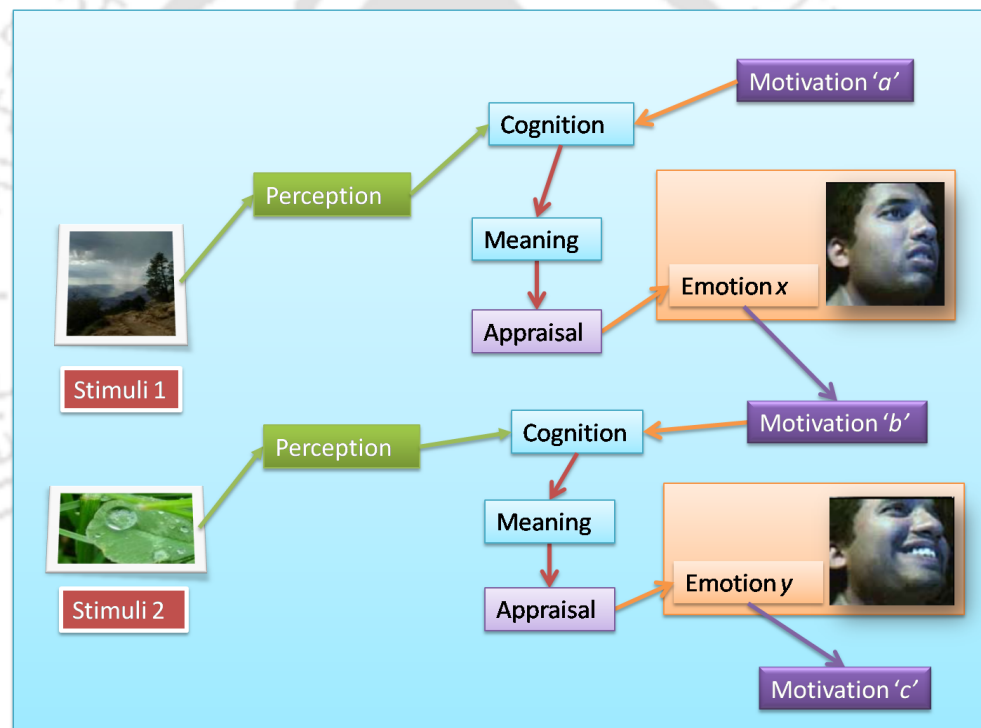 Motivation ‘a’
Cognition
Perception
Meaning
Emotion x
Appraisal
Stimuli 1
Motivation ‘b’
Cognition
Perception
Meaning
Emotion y
Appraisal
Stimuli 2
Motivation ‘c’